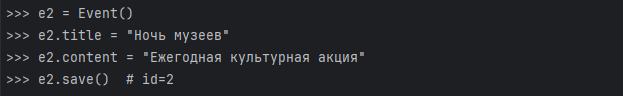 >>> e2 = Event()
>>> e2.title = "Ночь музеев"
>>> e2.content = "Ежегодная культурная акция"
>>> e2.save()  # id=2